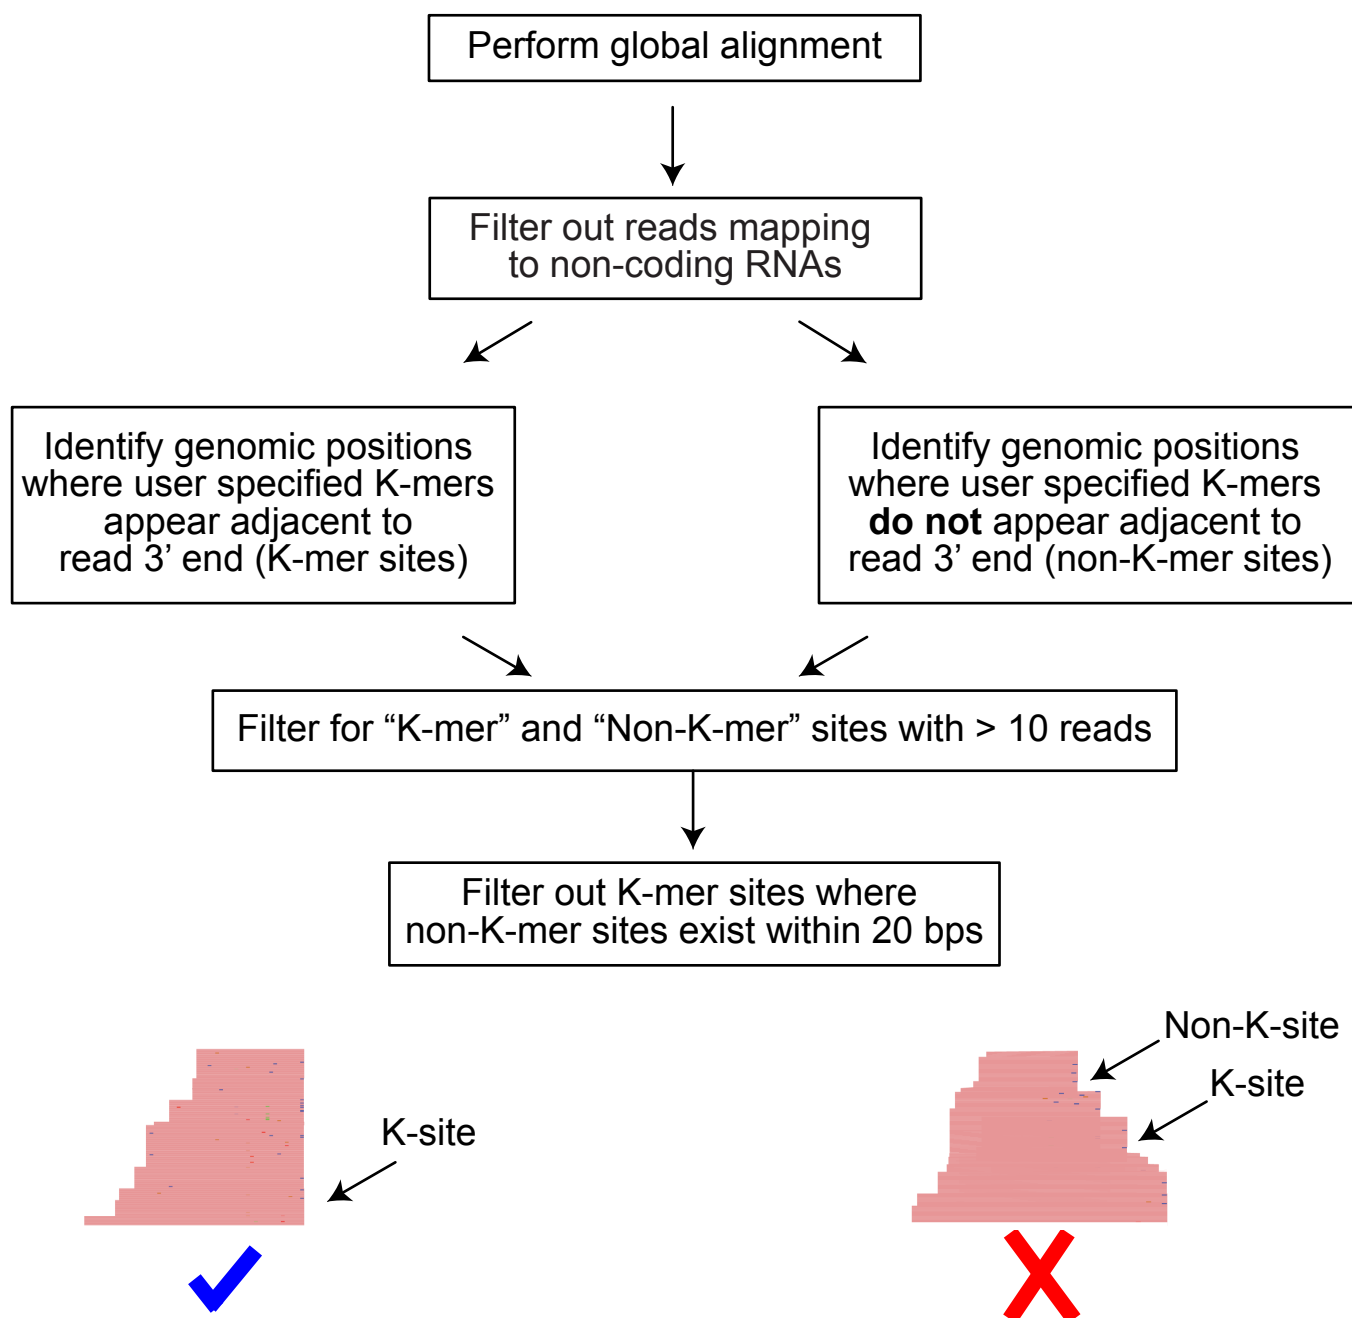 Perform global alignment
Filter out reads mapping
to non-coding RNAs
Identify genomic positions
where user specified K-mers
appear adjacent to
read 3’ end (K-mer sites)
Identify genomic positions
where user specified K-mers
do not appear adjacent to
read 3’ end (non-K-mer sites)
Filter for “K-mer” and “Non-K-mer” sites with > 10 reads
Filter out K-mer sites where
non-K-mer sites exist within 20 bps
K-site
Non-K-site
K-site